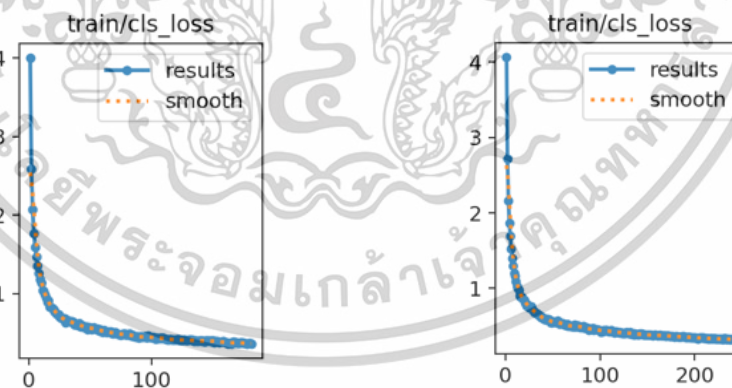 train/cls_loss
4
results
smooth
3
2
1
0 100
train/cls_loss
4
results
smooth
3
2
1
0 100 200
พระจอมเกล้าเจ้าคุณทหาร